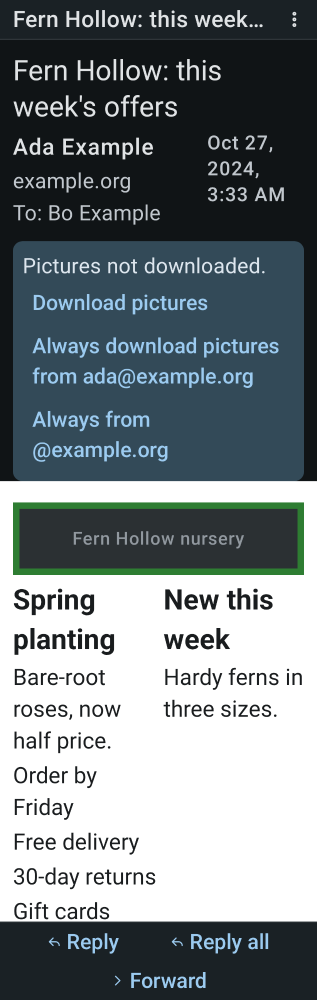 Fern Hollow: this week…
Fern Hollow: this
week's offers
Ada Example
example.org
To: Bo Example
Oct 27,
2024,
3:33 AM
Pictures not downloaded.
Download pictures
Always download pictures
from ada@example.org
Always from
@example.org
Fern Hollow nursery
Spring
planting
Bare-root
roses, now
half price.
Order by
Friday
Free delivery
30-day returns
Gift cards
New this
week
Hardy ferns in
three sizes.
Reply
Reply all
Forward